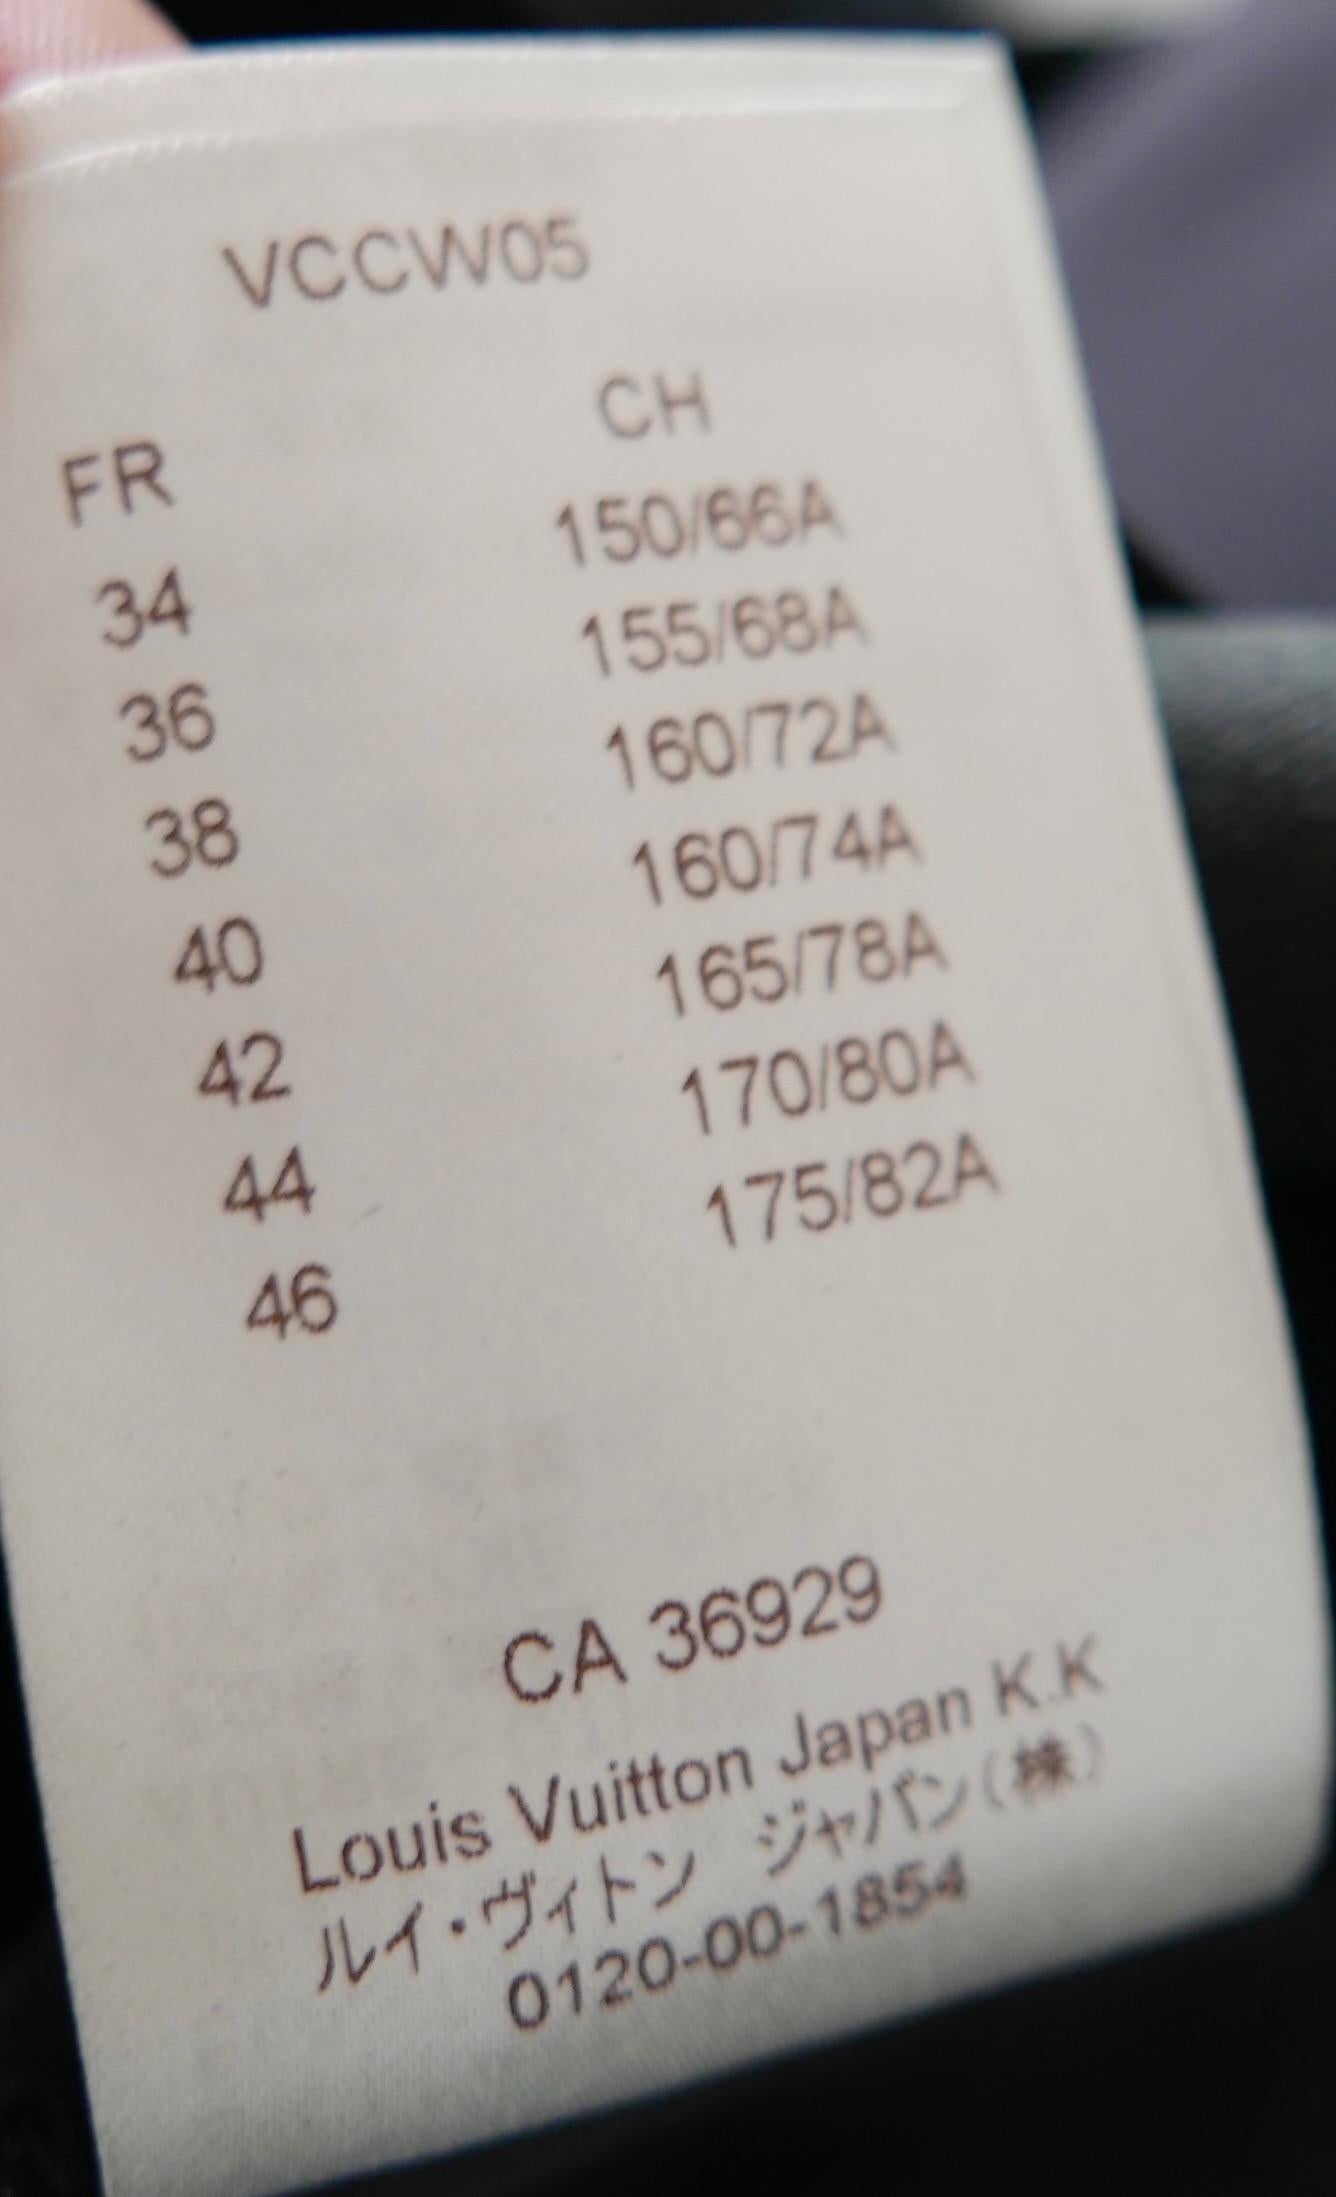 VCCW05
FR CH
34 150/66A
36 155/68A
38 160/72A
40 160/74A
42 165/78A
44 170/80A
46 175/82A
CA 36929
Louis Vuitton Japan K.K
ルイ・ヴィトン ジャパン(株)
0120-00-1854